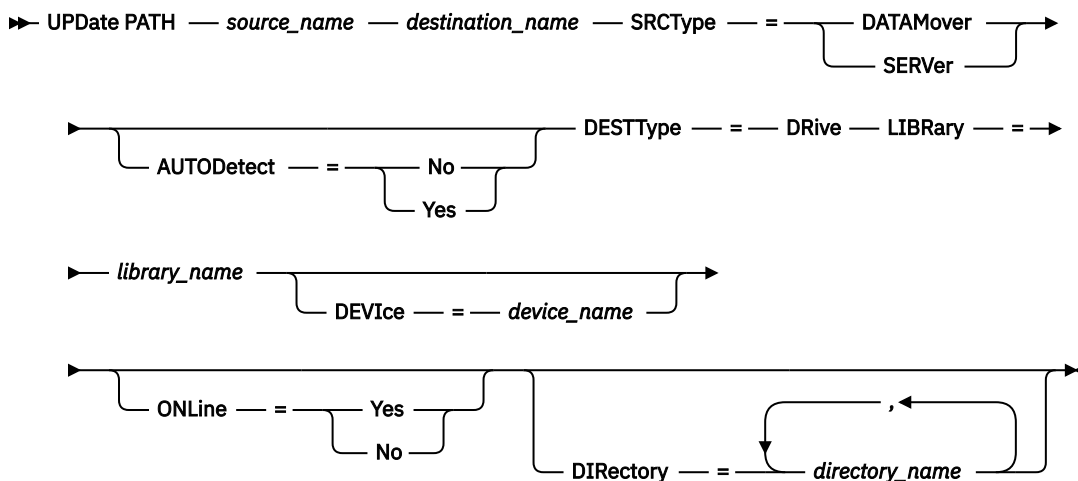 UPDate PATH source_name destination_name SRCType = DATAMover
SERVer
AUTODetect = No
Yes
DESTType = DRive LIBRary =
library_name
DEVIce = device_name
ONLine = Yes
No
DIRectory = directory_name
,